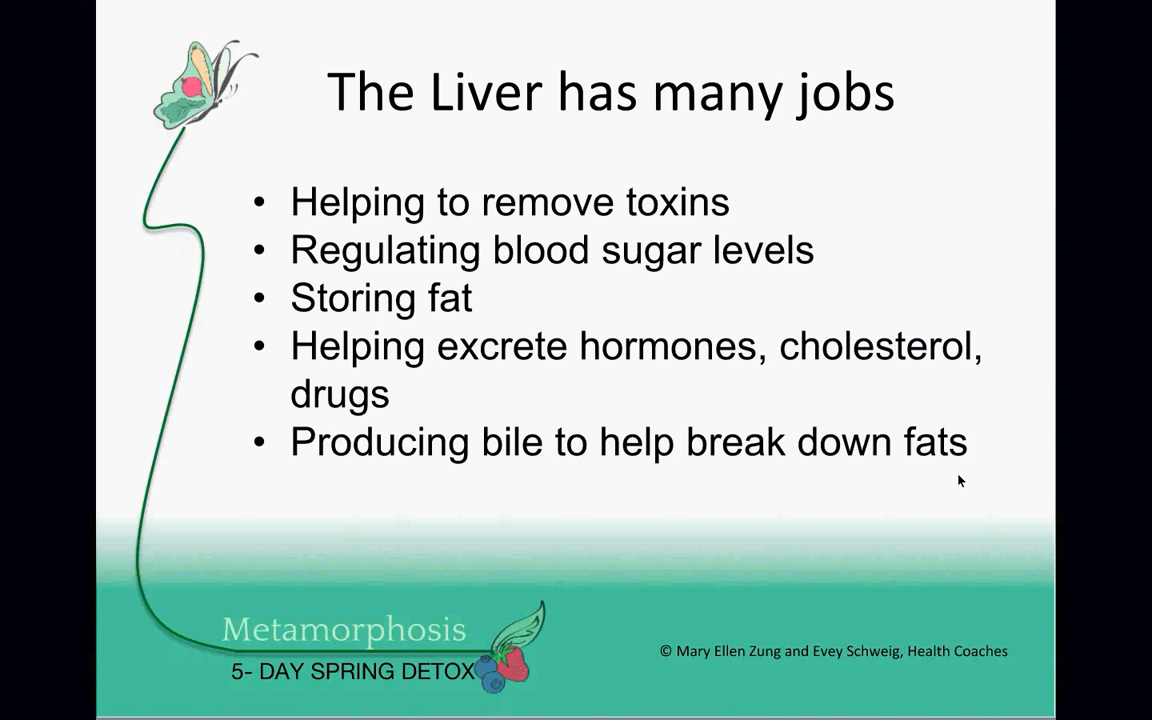 The Liver has many jobs
• Helping to remove toxins
• Regulating blood sugar levels
• Storing fat
• Helping excrete hormones, cholesterol,
drugs
• Producing bile to help break down fats
Metamorphosis
5- DAY SPRING DETOX
© Mary Ellen Zung and Evey Schweig, Health Coaches